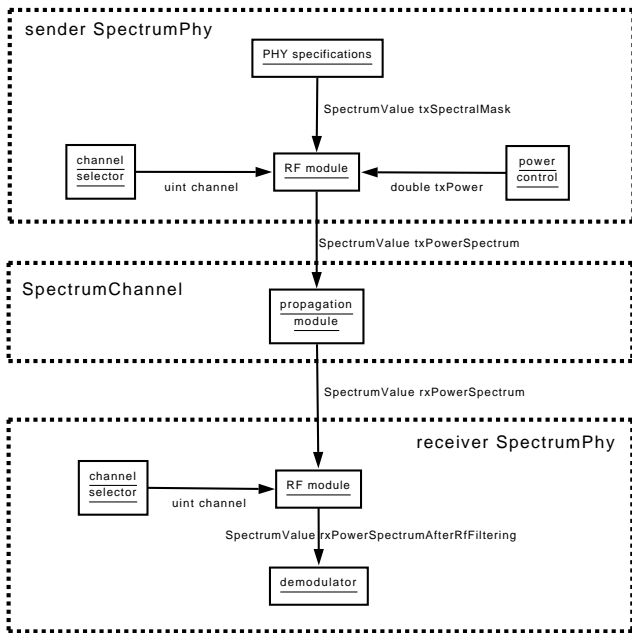 sender SpectrumPhy
PHY specifications
SpectrumValue txSpectralMask
channel
selector
uint channel
RF module
double txPower
power
control
SpectrumValue txPowerSpectrum
SpectrumChannel
propagation
module
SpectrumValue rxPowerSpectrum
receiver SpectrumPhy
channel
selector
uint channel
RF module
SpectrumValue rxPowerSpectrumAfterRfFiltering
demodulator